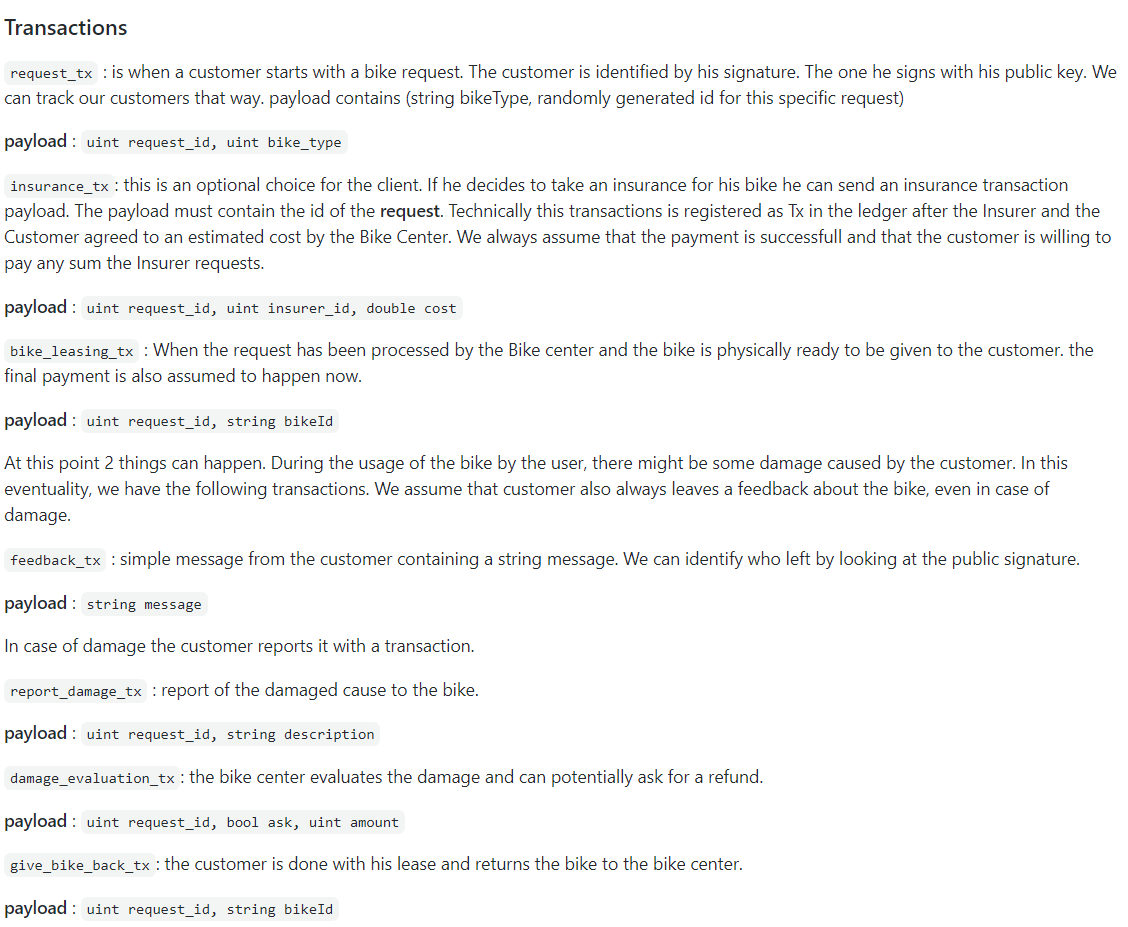 Transactions
request_tx : is when a customer starts with a bike request. The customer is identified by his signature. The one he signs with his public key. We
can track our customers that way. payload contains (string bikeType, randomly generated id for this specific request)
payload : uint request_id, uint bike_type
insurance_tx : this is an optional choice for the client. If he decides to take an insurance for his bike he can send an insurance transaction
payload. The payload must contain the id of the request. Technically this transactions is registered as Tx in the ledger after the Insurer and the
Customer agreed to an estimated cost by the Bike Center. We always assume that the payment is successfull and that the customer is willing to
pay any sum the Insurer requests.
payload : uint request_id, uint insurer_id, double cost
bike_leasing_tx : When the request has been processed by the Bike center and the bike is physically ready to be given to the customer. the
final payment is also assumed to happen now.
payload : uint request_id, string bikeId
At this point 2 things can happen. During the usage of the bike by the user, there might be some damage caused by the customer. In this
eventuality, we have the following transactions. We assume that customer also always leaves a feedback about the bike, even in case of
damage.
feedback_tx : simple message from the customer containing a string message. We can identify who left by looking at the public signature.
payload : string message
In case of damage the customer reports it with a transaction.
report_damage_tx : report of the damaged cause to the bike.
payload : uint request_id, string description
damage_evaluation_tx : the bike center evaluates the damage and can potentially ask for a refund.
payload : uint request_id, bool ask, uint amount
give_bike_back_tx : the customer is done with his lease and returns the bike to the bike center.
payload : uint request_id, string bikeId